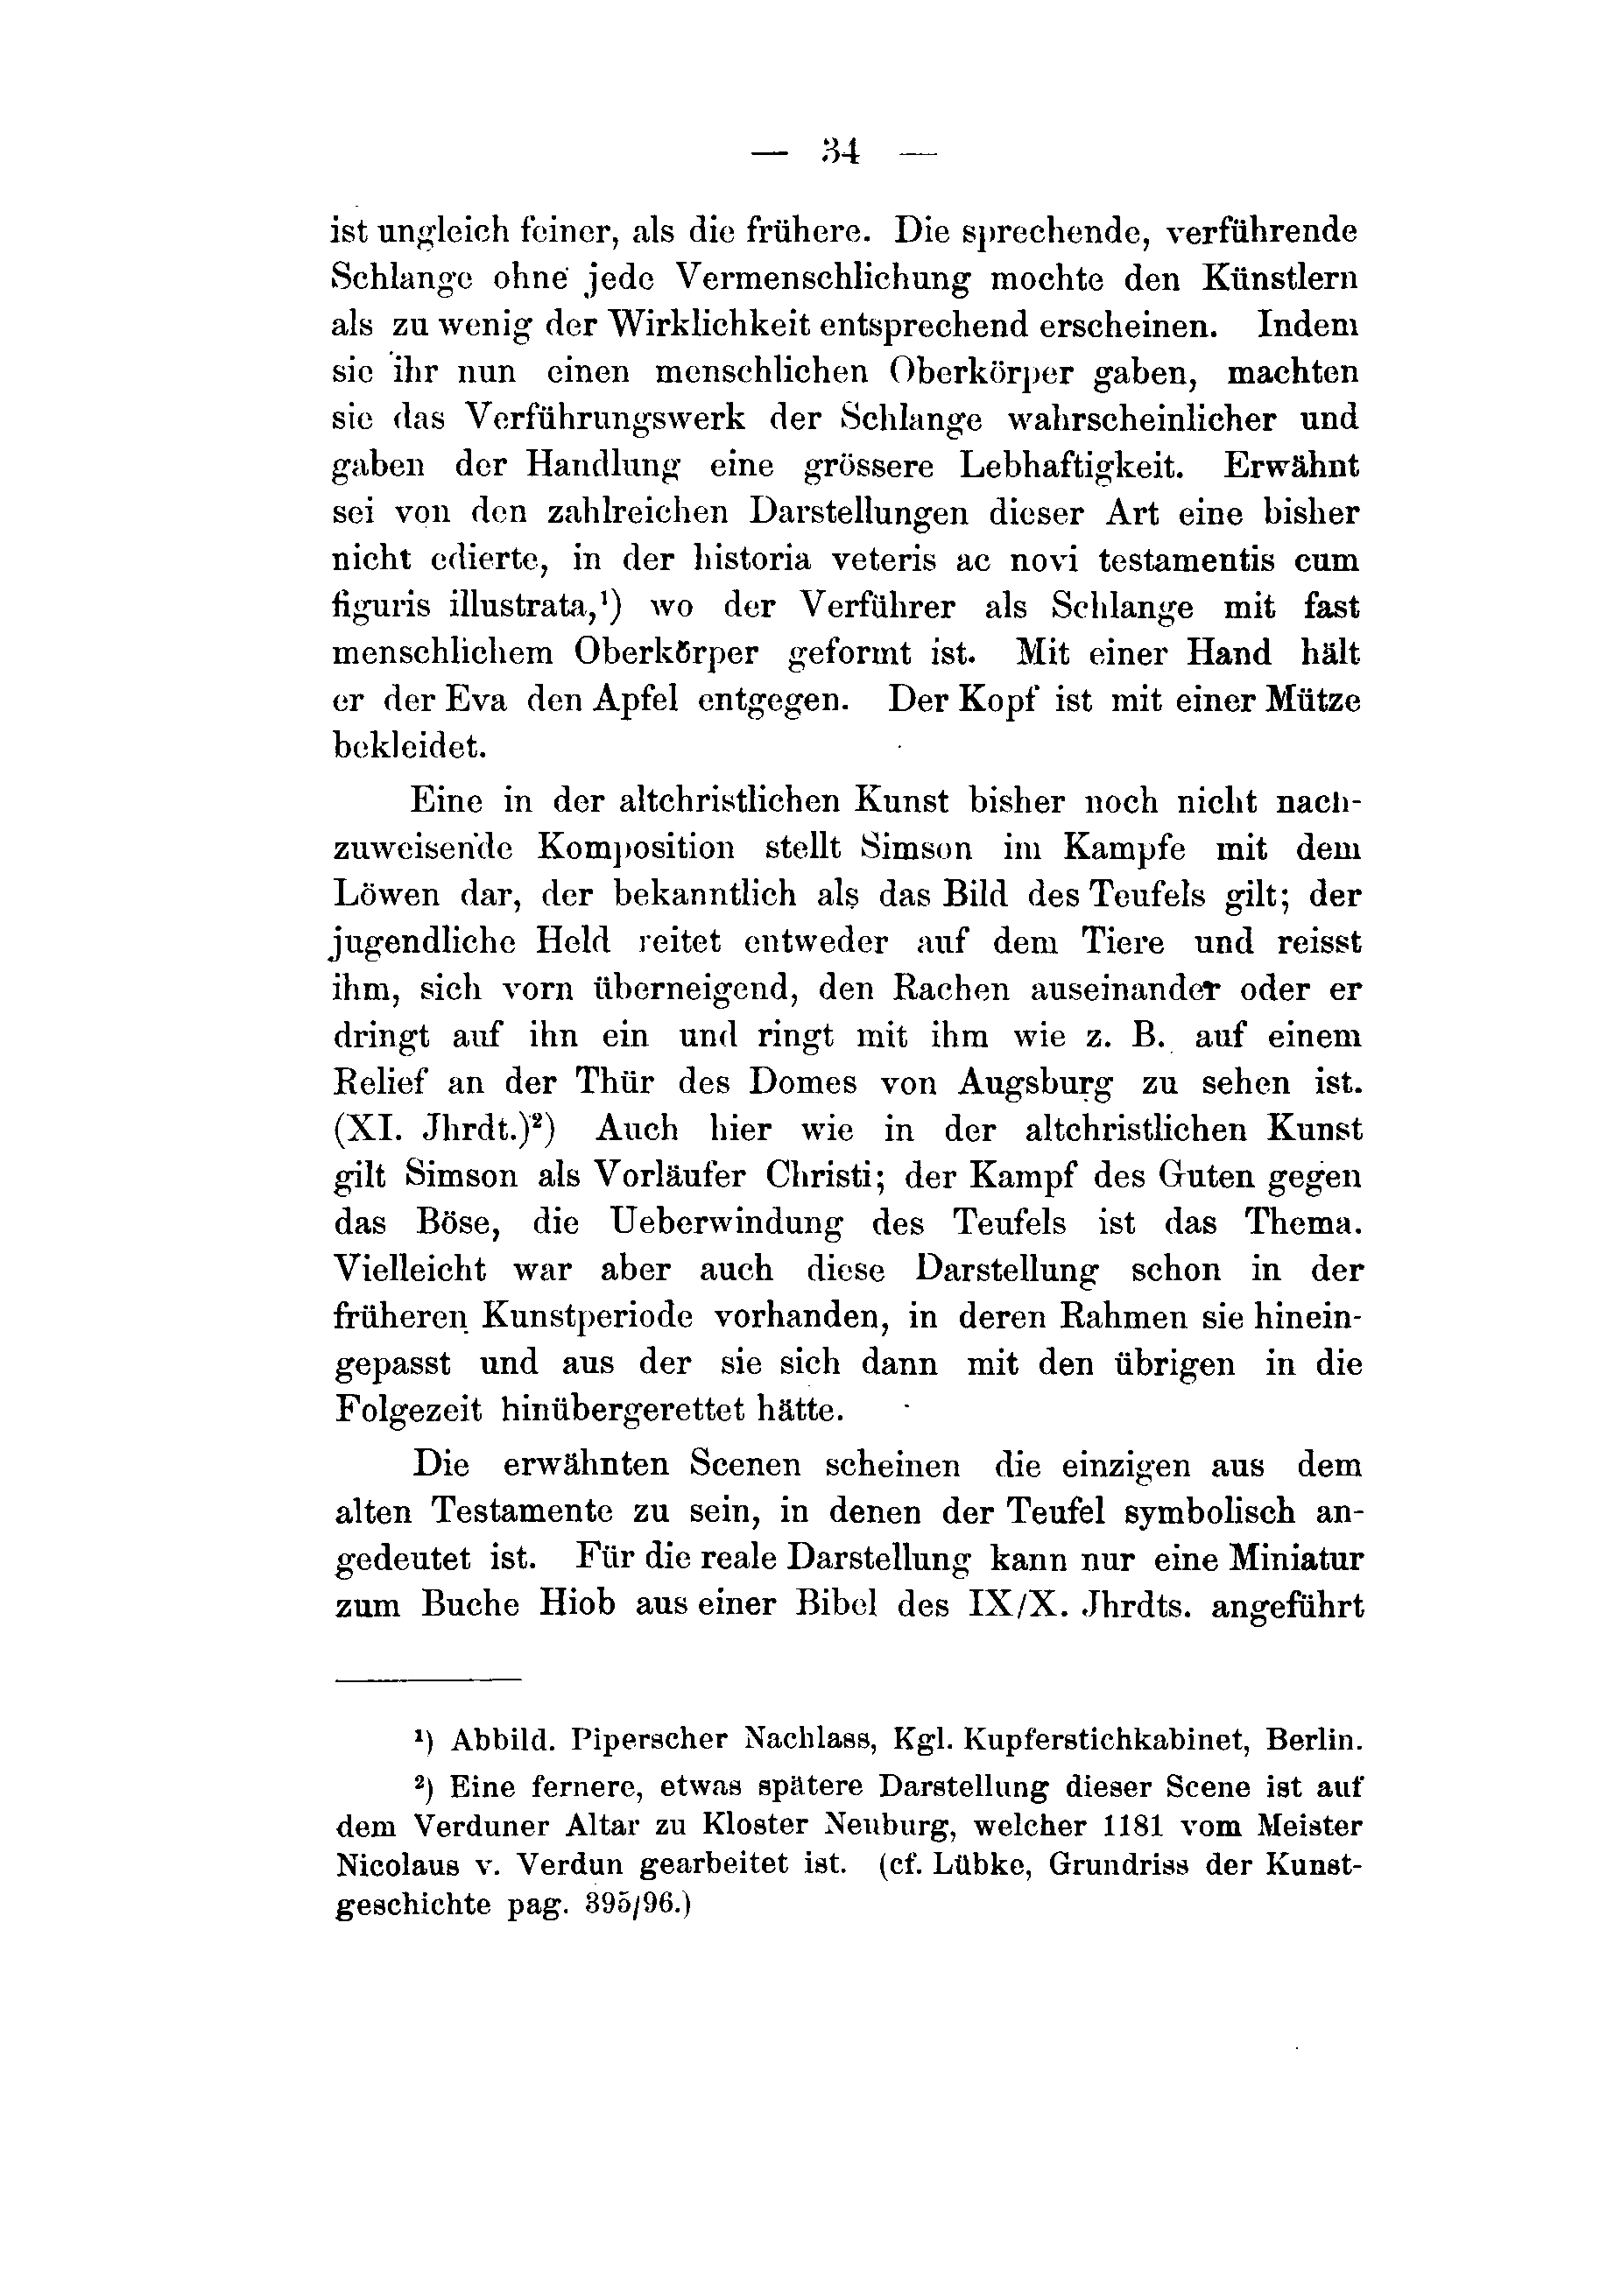 — 34 —
ist ungleich feiner, als die frühere. Die sprechende, verführende
Schlange ohne jede Vermenschlichung mochte den Künstlern
als zu wenig der Wirklichkeit entsprechend erscheinen. Indem
sie ihr nun einen menschlichen Oberkörper gaben, machten
sie das Verführungswerk der Schlange wahrscheinlicher und
gaben der Handlung eine grössere Lebhaftigkeit. Erwähnt
sei von den zahlreichen Darstellungen dieser Art eine bisher
nicht edierte, in der historia veteris ac novi testamentis cum
figuris illustrata,¹) wo der Verführer als Schlange mit fast
menschlichem Oberkörper geformt ist. Mit einer Hand hält
er der Eva den Apfel entgegen. Der Kopf ist mit einer Mütze
bekleidet.
Eine in der altchristlichen Kunst bisher noch nicht nach-
zuweisende Komposition stellt Simson im Kampfe mit dem
Löwen dar, der bekanntlich als das Bild des Teufels gilt; der
jugendliche Held reitet entweder auf dem Tiere und reisst
ihm, sich vorn überneigend, den Rachen auseinander oder er
dringt auf ihn ein und ringt mit ihm wie z. B. auf einem
Relief an der Thür des Domes von Augsburg zu sehen ist.
(XI. Jhrdt.)²) Auch hier wie in der altchristlichen Kunst
gilt Simson als Vorläufer Christi; der Kampf des Guten gegen
das Böse, die Ueberwindung des Teufels ist das Thema.
Vielleicht war aber auch diese Darstellung schon in der
früheren Kunstperiode vorhanden, in deren Rahmen sie hinein-
gepasst und aus der sie sich dann mit den übrigen in die
Folgezeit hinübergerettet hätte.
Die erwähnten Scenen scheinen die einzigen aus dem
alten Testamente zu sein, in denen der Teufel symbolisch an-
gedeutet ist. Für die reale Darstellung kann nur eine Miniatur
zum Buche Hiob aus einer Bibel des IX/X. Jhrdts. angeführt
¹) Abbild. Piperscher Nachlass, Kgl. Kupferstichkabinet, Berlin.
²) Eine fernere, etwas spätere Darstellung dieser Scene ist auf
dem Verduner Altar zu Kloster Neuburg, welcher 1181 vom Meister
Nicolaus v. Verdun gearbeitet ist. (cf. Lübke, Grundriss der Kunst-
geschichte pag. 395/96.)